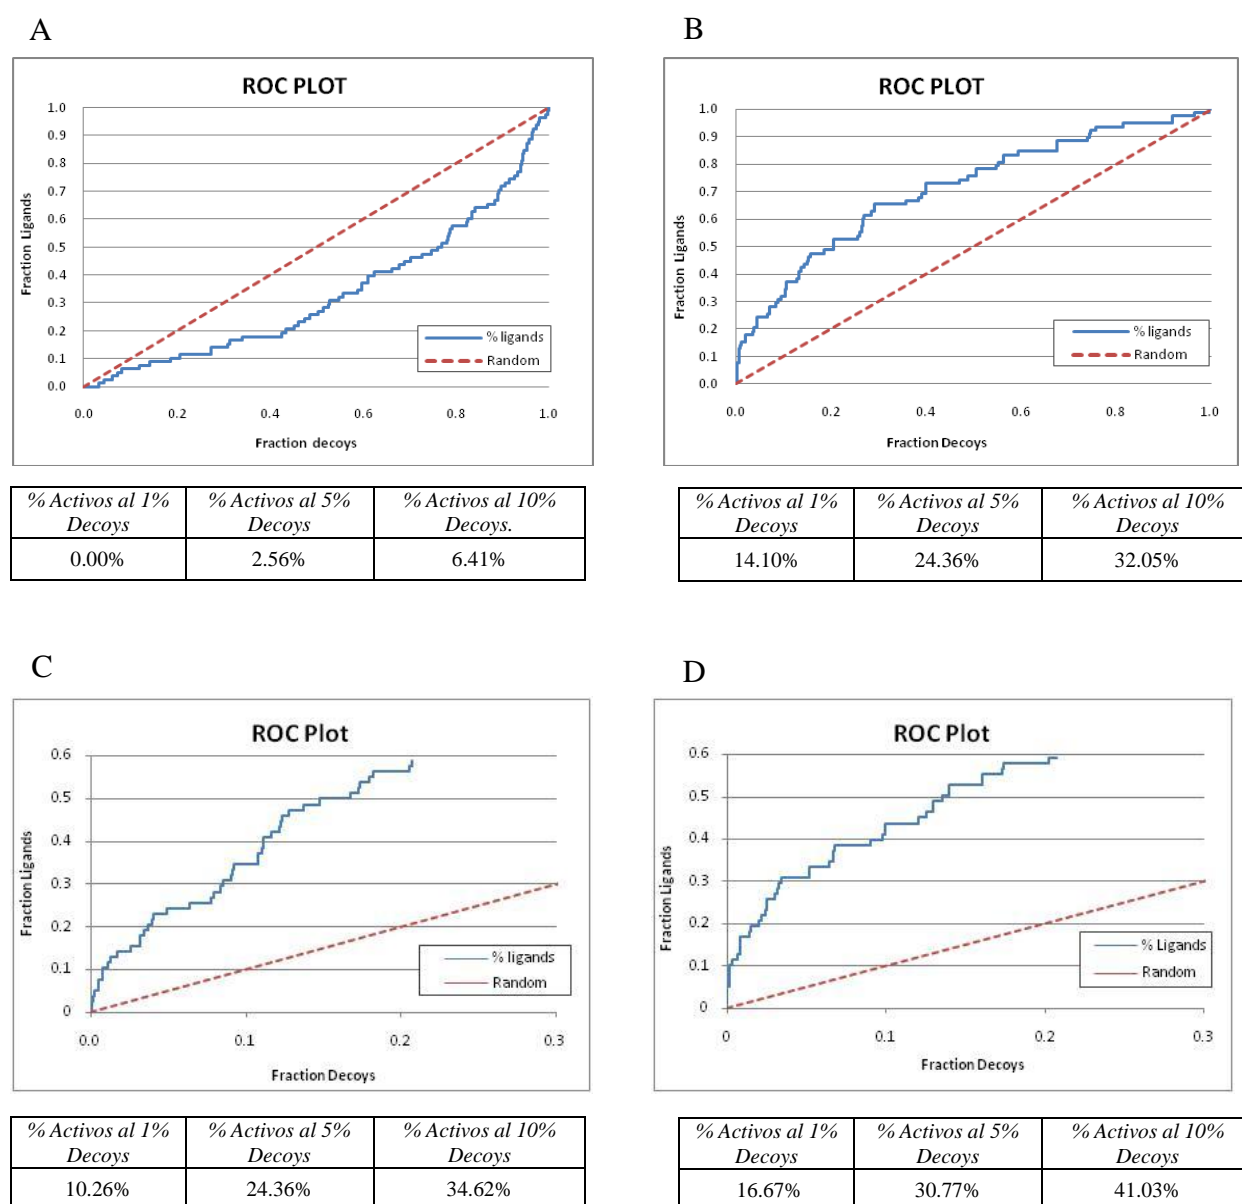 A
ROC PLOT
Fraction Ligands
1.0
0.9
0.8
0.7
0.6
0.5
0.4
0.3
0.2
0.1
0.0
% ligands
Random
0.0 0.2 0.4 0.6 0.8 1.0
Fraction decoys
% Activos al 1% Decoys
% Activos al 5% Decoys
% Activos al 10% Decoys.
0.00% 2.56% 6.41%
B
ROC PLOT
Fraction Ligands
1.0
0.9
0.8
0.7
0.6
0.5
0.4
0.3
0.2
0.1
0.0
% ligands
Random
0.0 0.2 0.4 0.6 0.8 1.0
Fraction Decoys
% Activos al 1% Decoys
% Activos al 5% Decoys
% Activos al 10% Decoys
14.10% 24.36% 32.05%
C
ROC Plot
Fraction Ligands
0.6
0.5
0.4
0.3
0.2
0.1
0
% ligands
Random
0.0 0.1 0.2 0.3
Fraction Decoys
% Activos al 1% Decoys
% Activos al 5% Decoys
% Activos al 10% Decoys
10.26% 24.36% 34.62%
D
ROC Plot
Fraction Ligands
0.6
0.5
0.4
0.3
0.2
0.1
0
% Ligands
Random
0 0.1 0.2 0.3
Fraction Decoys
% Activos al 1% Decoys
% Activos al 5% Decoys
% Activos al 10% Decoys
16.67% 30.77% 41.03%